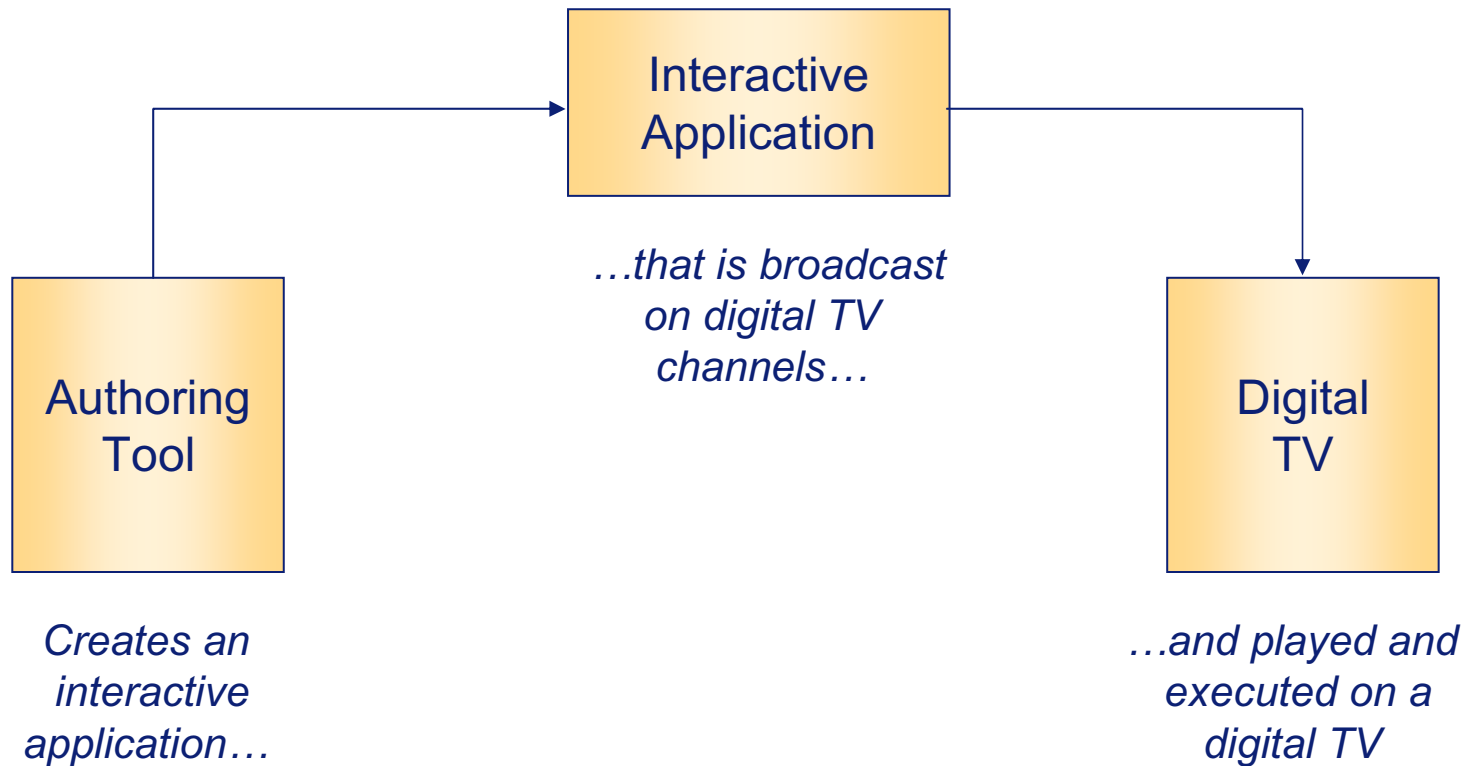 Interactive
Application
…that is broadcast
on digital TV
channels…
Authoring
Tool
Digital
TV
Creates an
interactive
application…
…and played and
executed on a
digital TV